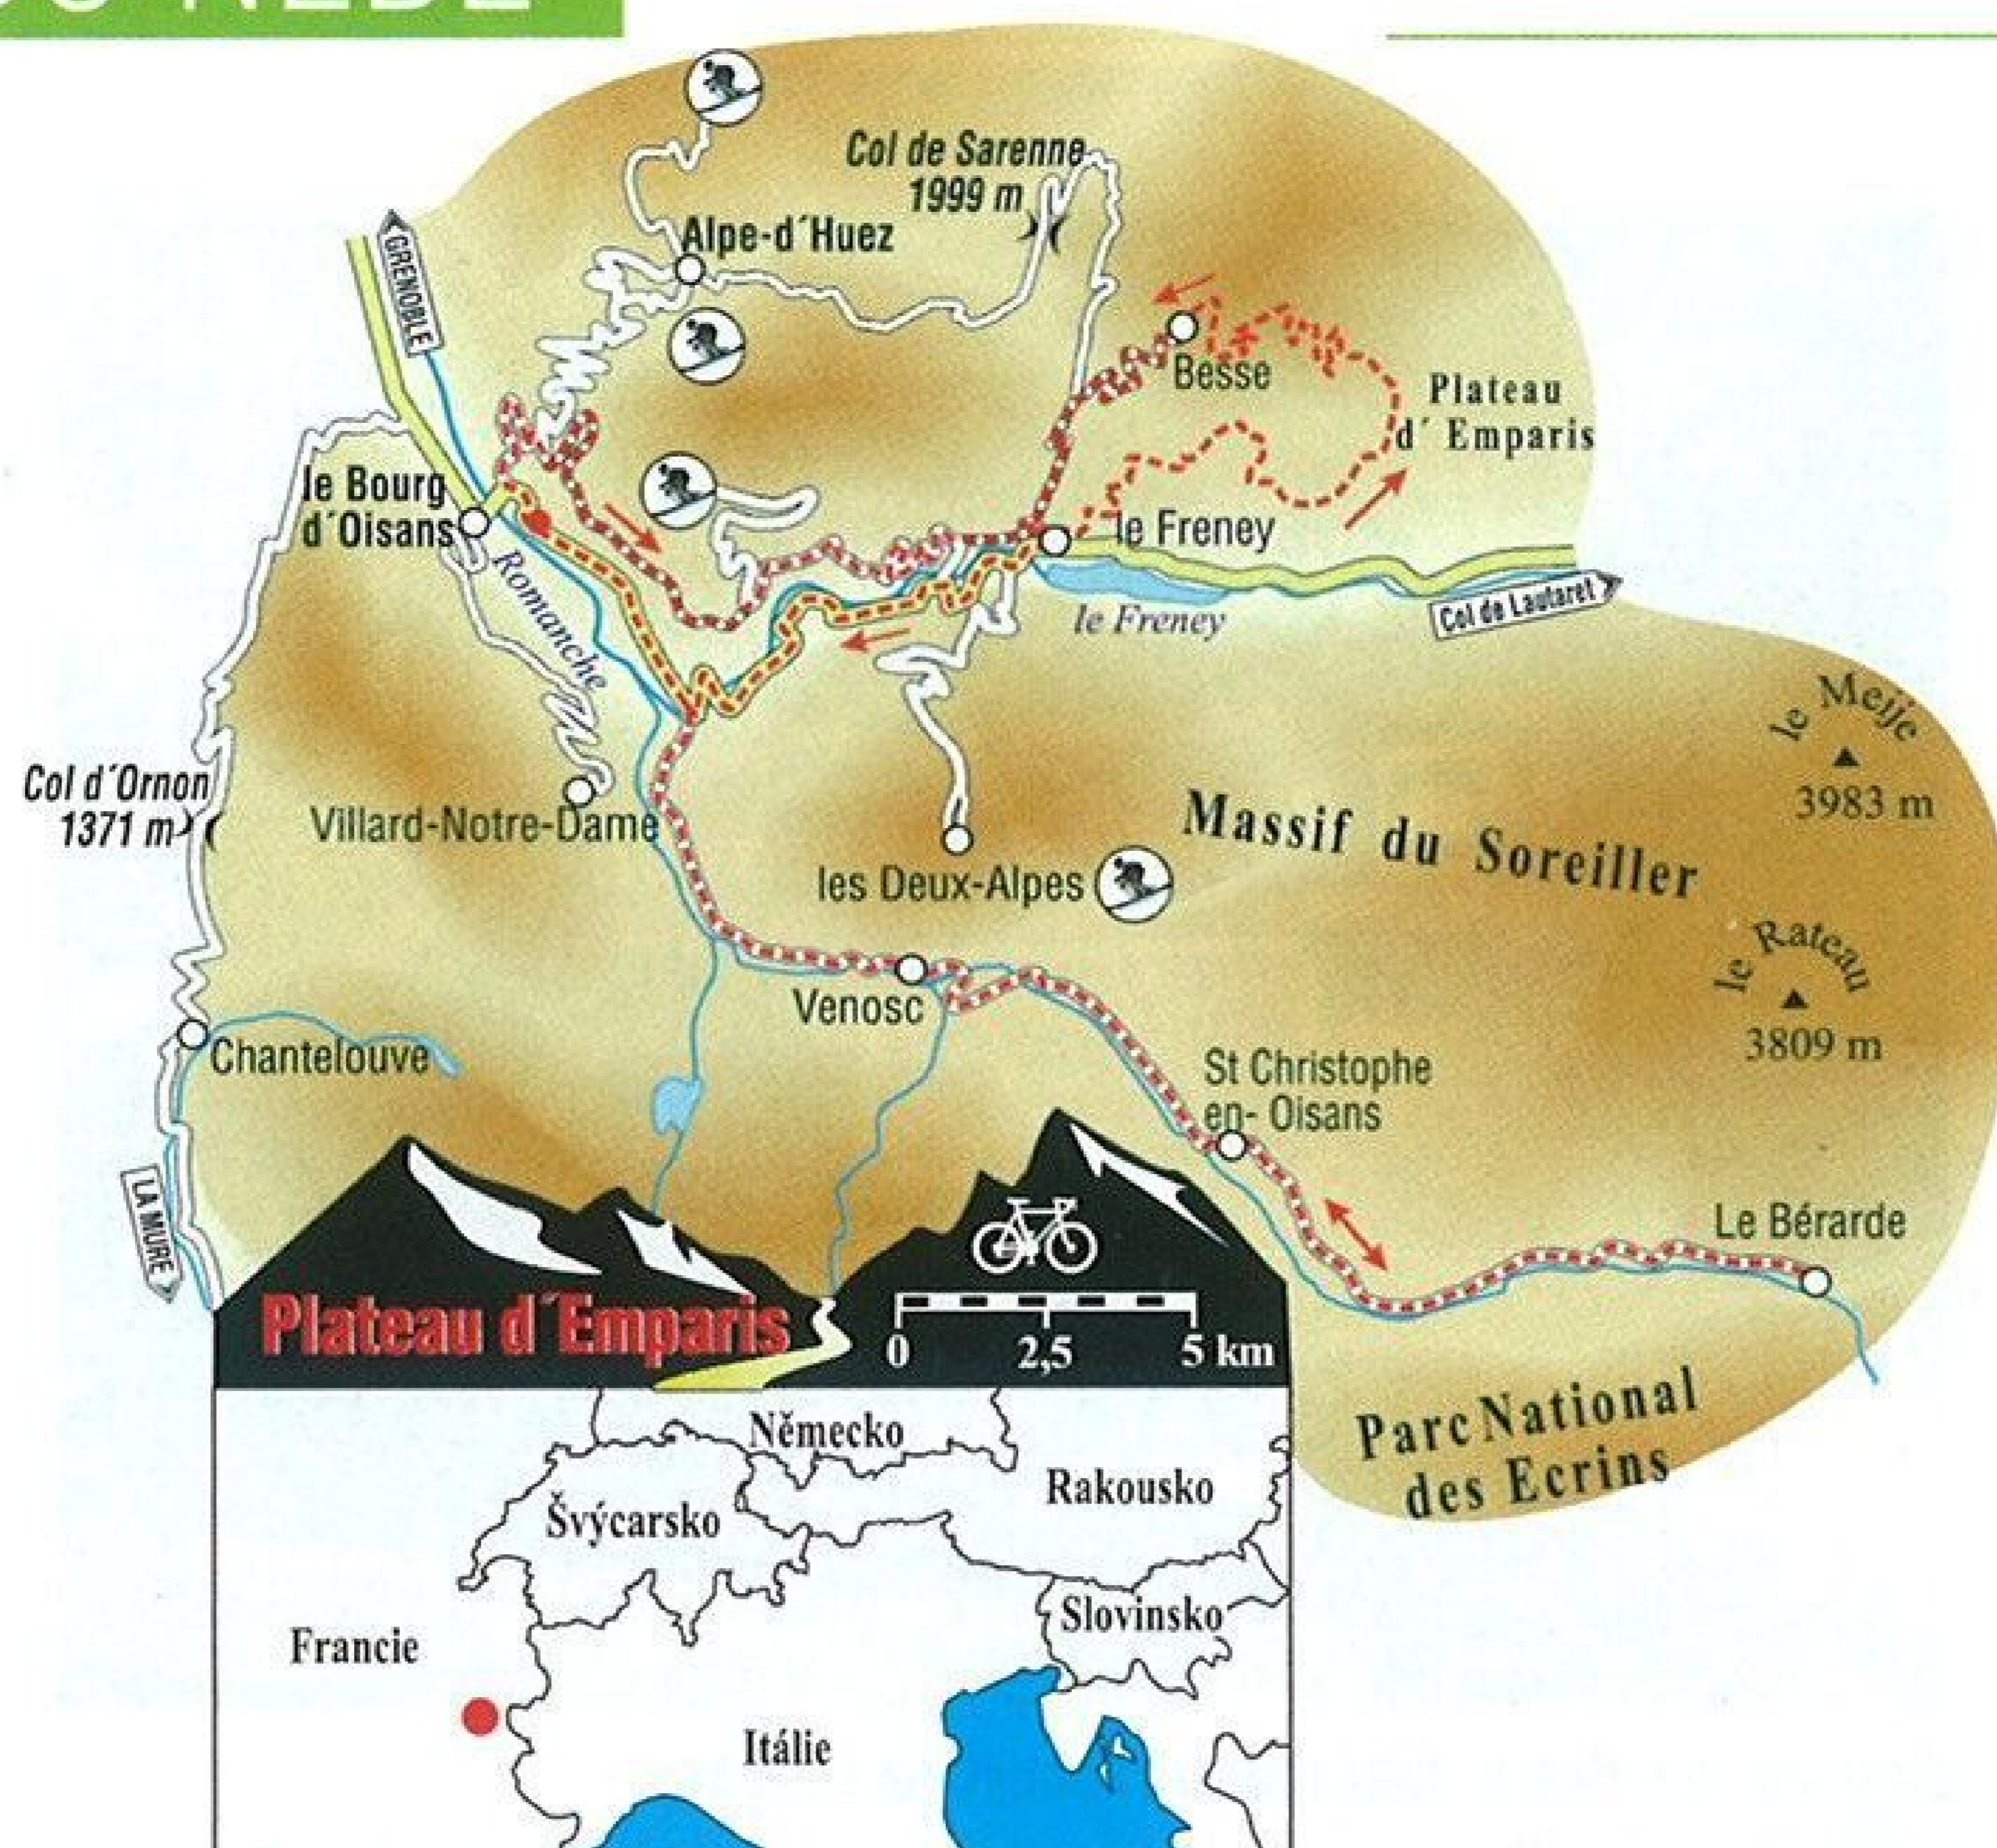 Col de Sarenne
1999 m
Alpe-d´Huez
GRENOBLE
Besse
Plateau
d´ Emparis
le Bourg
d´Oisans
le Freney
Romanche
le Freney
Col de Lautaret
le Meije
3983 m
Col d´Ornon
1371 m
Villard-Notre-Dame
Massif du Soreiller
les Deux-Alpes
le Rateau
3809 m
Venosc
Chantelouve
St Christophe
en- Oisans
LA MURE
Le Bérarde
Plateau d´Emparis
0 2,5 5 km
Parc National
des Ecrins
Německo
Rakousko
Švýcarsko
Slovinsko
Francie
Itálie